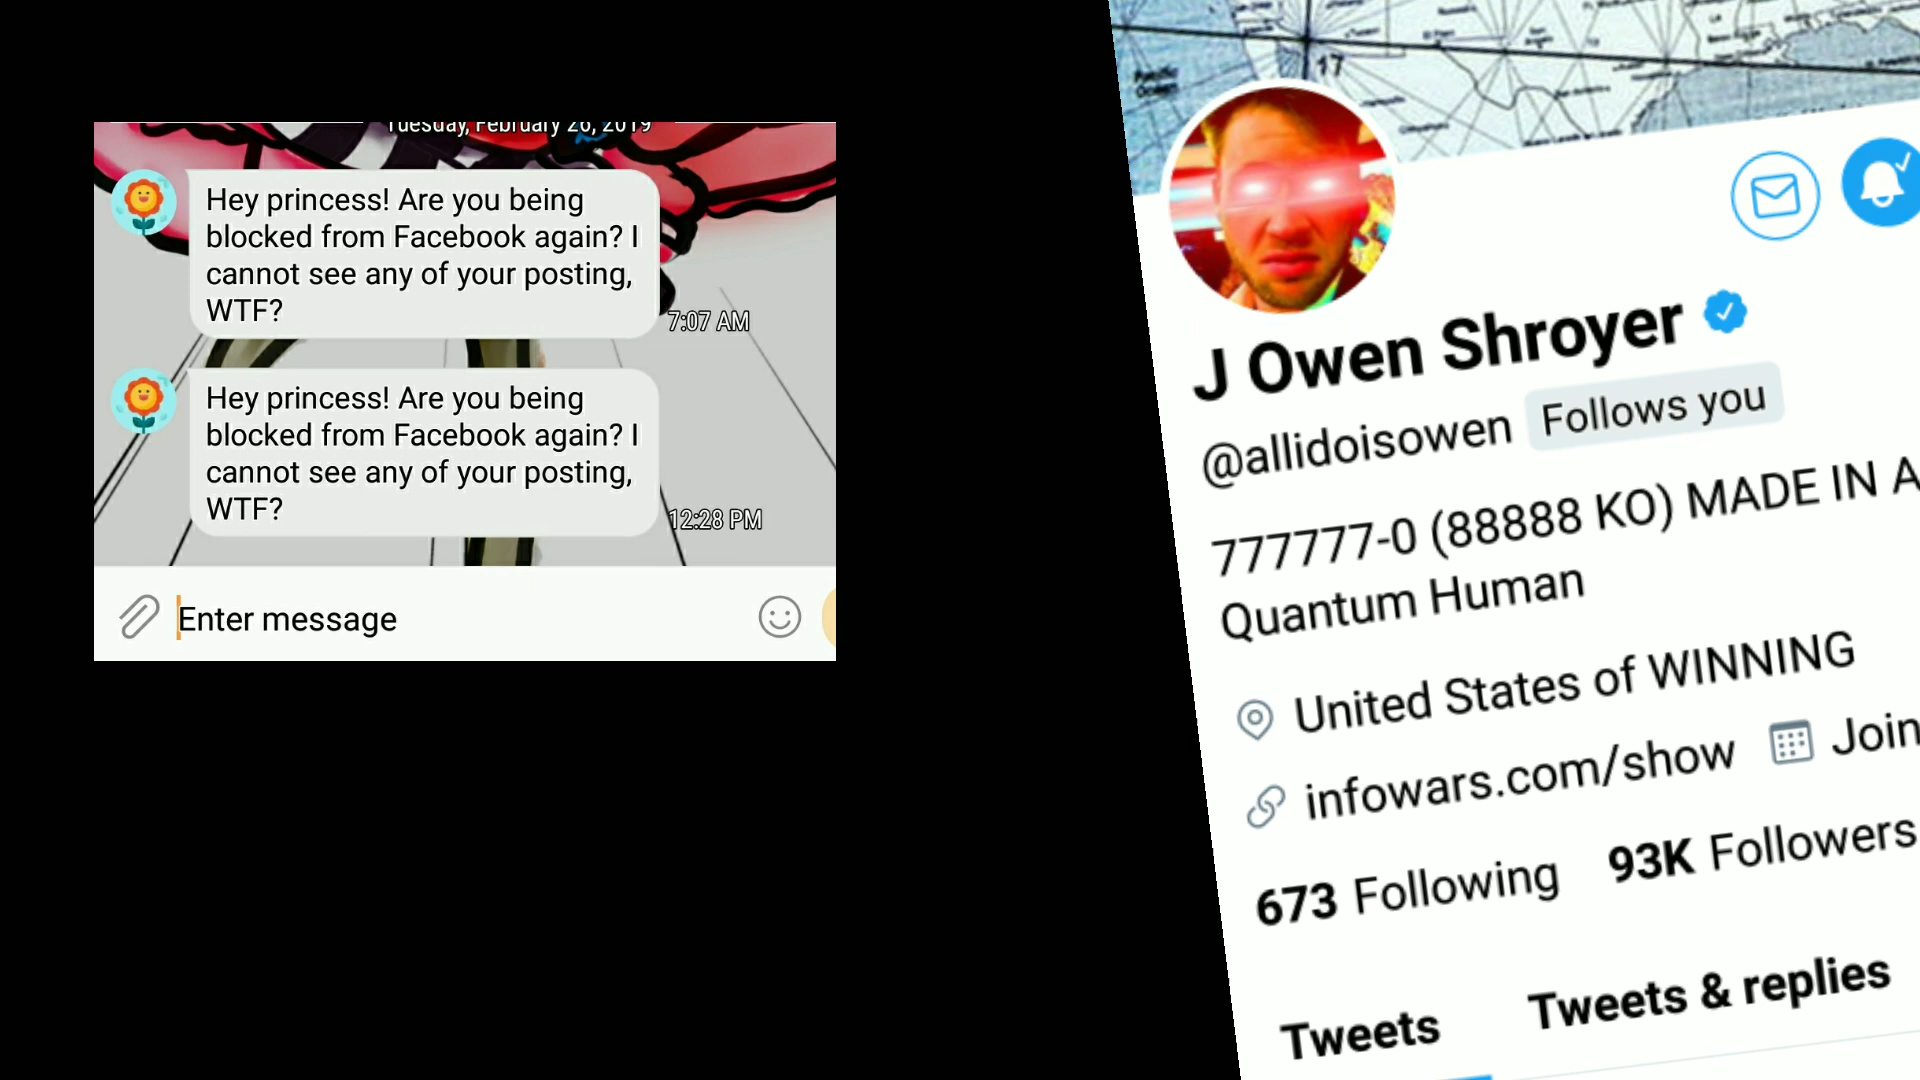 Tuesday, February 26, 2019
Hey princess! Are you being
blocked from Facebook again? I
cannot see any of your posting,
WTF?
7:07 AM
Hey princess! Are you being
blocked from Facebook again? I
cannot see any of your posting,
WTF?
12:28 PM
Enter message
Pacific
Ocean
17
J Owen Shroyer
@allidoisowen Follows you
777777-0 (88888 KO) MADE IN A
Quantum Human
United States of WINNING
infowars.com/show Join
673 Following 93K Followers
Tweets Tweets & replies